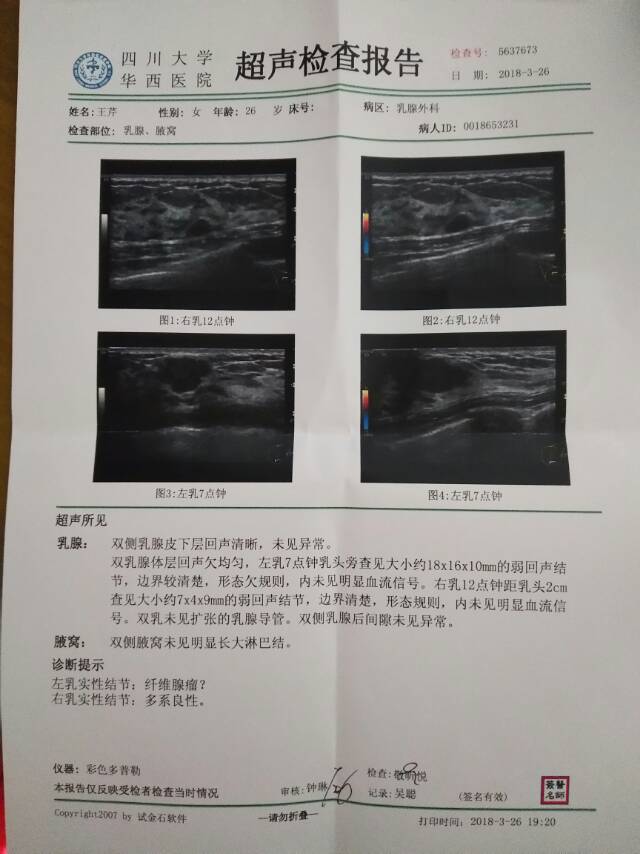 四川大学
华西医院
超声检查报告
检查号: 5637673
日 期: 2018-3-26
姓名:王芹 性别: 女 年龄: 26 岁 床号: 病区: 乳腺外科
检查部位: 乳腺、腋窝 病人ID: 0018653231
图1:右乳12点钟
图2:右乳12点钟
图3:左乳7点钟
图4:左乳7点钟
超声所见
乳腺: 双侧乳腺皮下层回声清晰，未见异常。
双乳腺体层回声欠均匀，左乳7点钟乳头旁查见大小约18x16x10mm的弱回声结
节，边界较清楚，形态欠规则，内未见明显血流信号。右乳12点钟距乳头2cm
查见大小约7x4x9mm的弱回声结节，边界清楚，形态规则，内未见明显血流信
号。双乳未见扩张的乳腺导管。双侧乳腺后间隙未见异常。
腋窝: 双侧腋窝未见明显长大淋巴结。
诊断提示
左乳实性结节: 纤维腺瘤?
右乳实性结节: 多系良性。
仪器: 彩色多普勒
本报告仅反映受检者检查当时情况
审核: 钟琳
检查: 敬 悦
记录: 吴聪
(签名有效)
Copyright2007 by 试金石软件
—请勿折叠—
打印时间: 2018-3-26 19:20